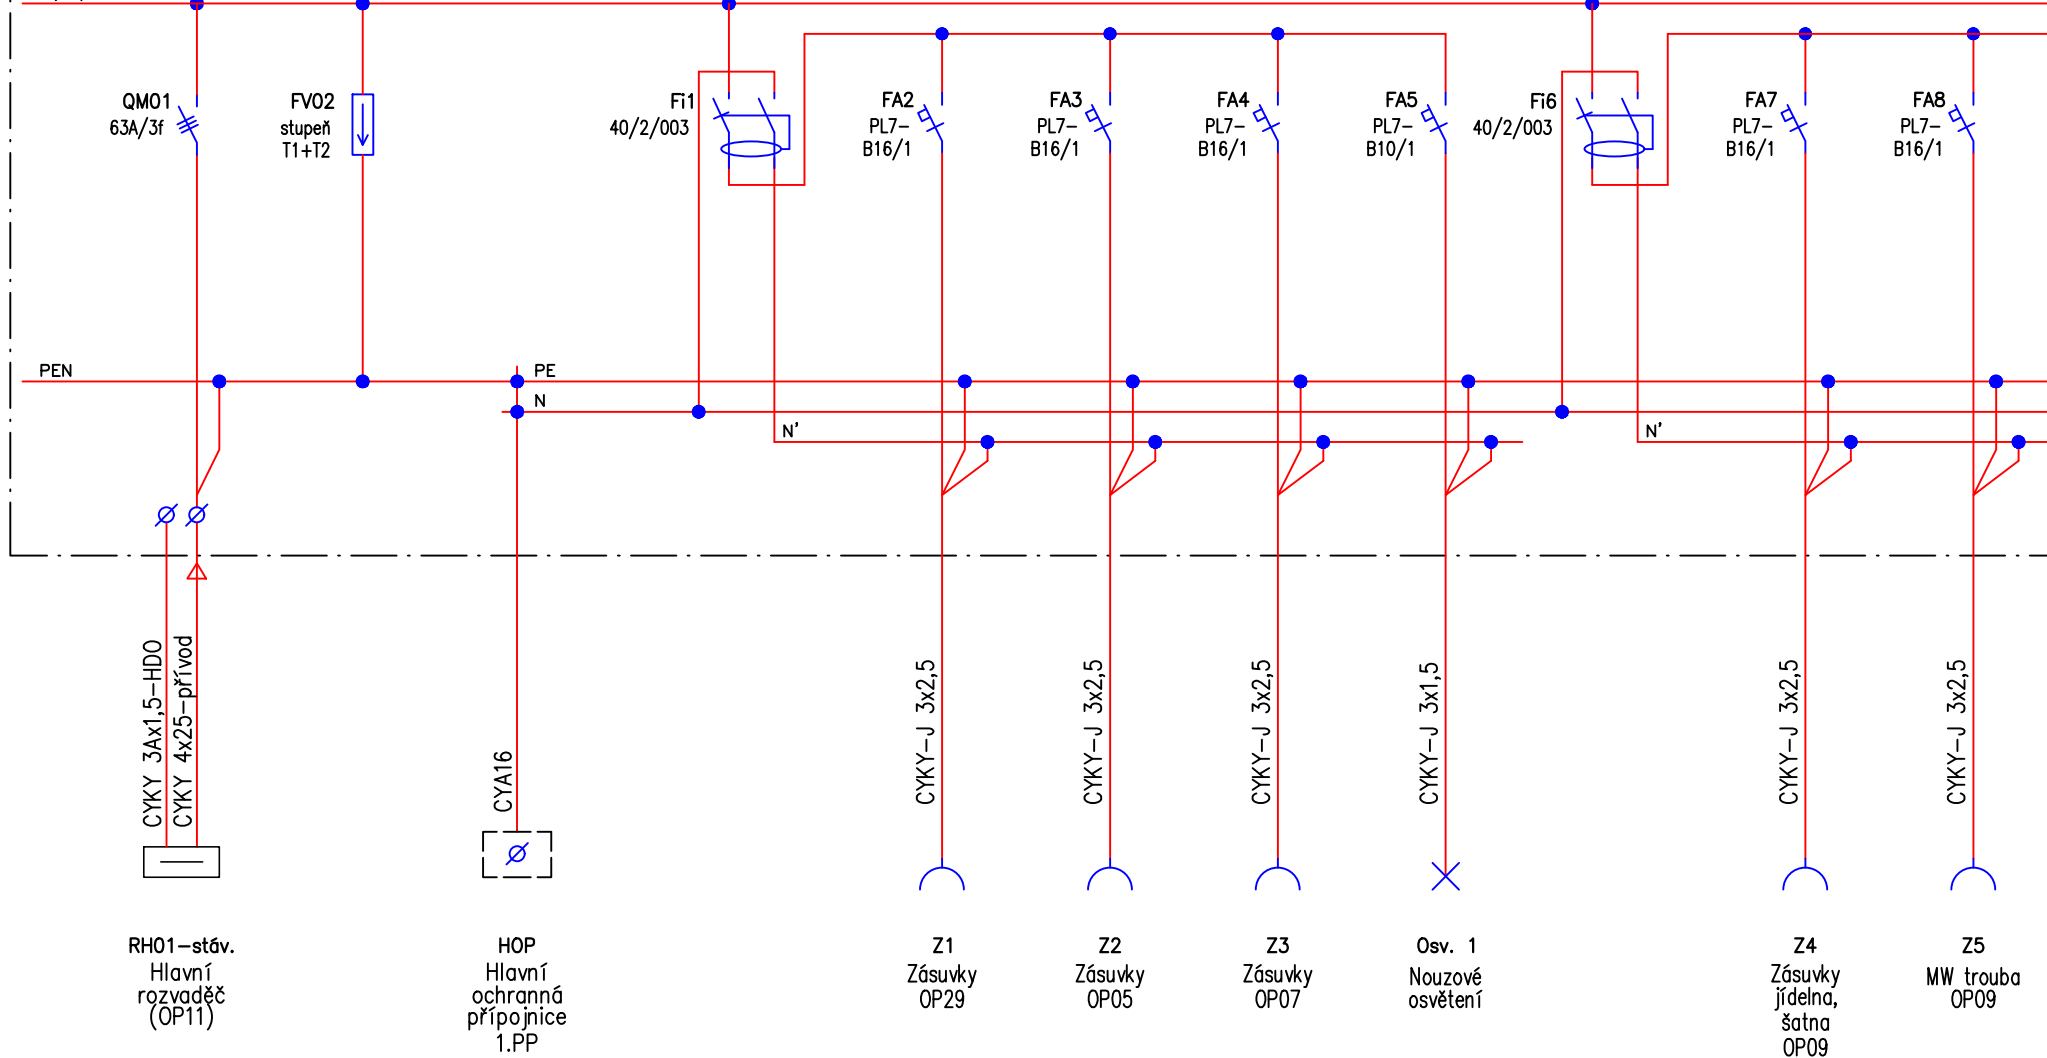 QM01
63A/3f
FV02
stupeň
T1+T2
Fi1
40/2/003
FA2
PL7-
B16/1
FA3
PL7-
B16/1
FA4
PL7-
B16/1
FA5
PL7-
B10/1
Fi6
40/2/003
FA7
PL7-
B16/1
FA8
PL7-
B16/1
PEN
PE
N
N'
N'
CYKY 3Ax1,5-HDO
CYKY 4x25-přívod
CYA16
CYKY-J 3x2,5
CYKY-J 3x2,5
CYKY-J 3x2,5
CYKY-J 3x1,5
CYKY-J 3x2,5
CYKY-J 3x2,5
RH01-stáv.
Hlavní
rozvaděč
(OP11)
HOP
Hlavní
ochranná
přípojnice
1.PP
Z1
Zásuvky
OP29
Z2
Zásuvky
OP05
Z3
Zásuvky
OP07
Osv. 1
Nouzové
osvětení
Z4
Zásuvky
jídelna,
šatna
OP09
Z5
MW trouba
OP09